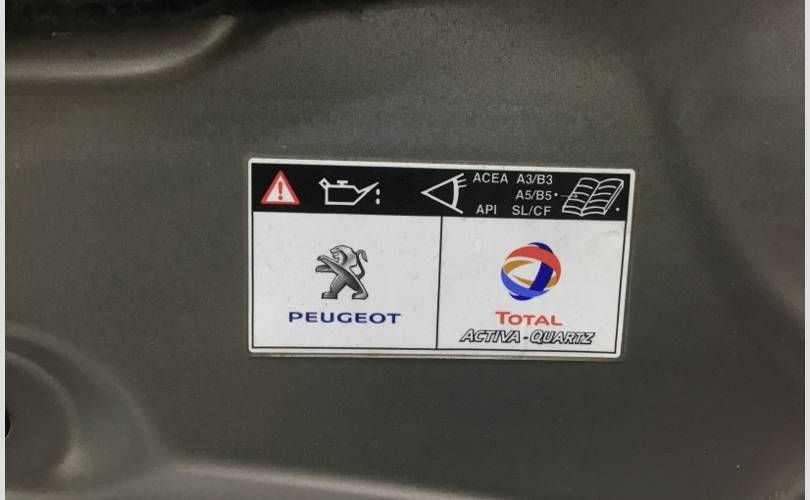 ACEA A3/B3
A5/B5•
API SL/CF
PEUGEOT
TOTAL
ACTIVA-QUARTZ